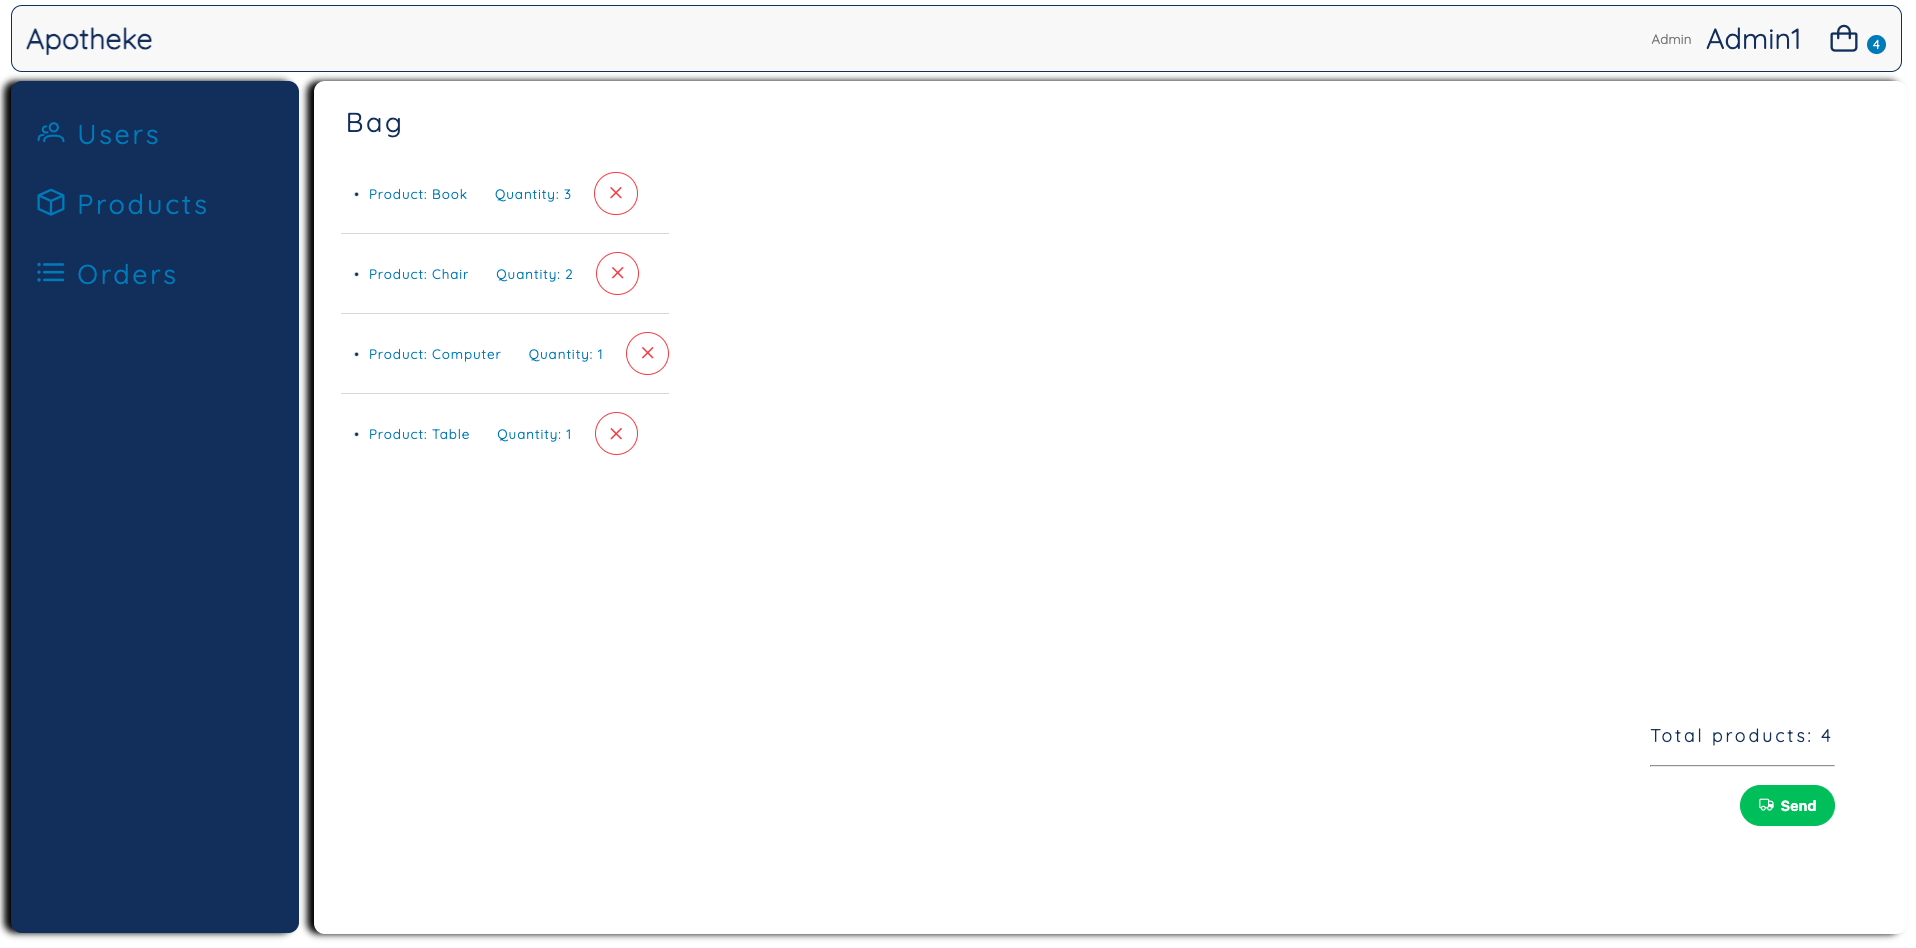 Apotheke
Admin Admin1 4
Users
Products
Orders
Bag
• Product: Book Quantity: 3
• Product: Chair Quantity: 2
• Product: Computer Quantity: 1
• Product: Table Quantity: 1
Total products: 4
Send